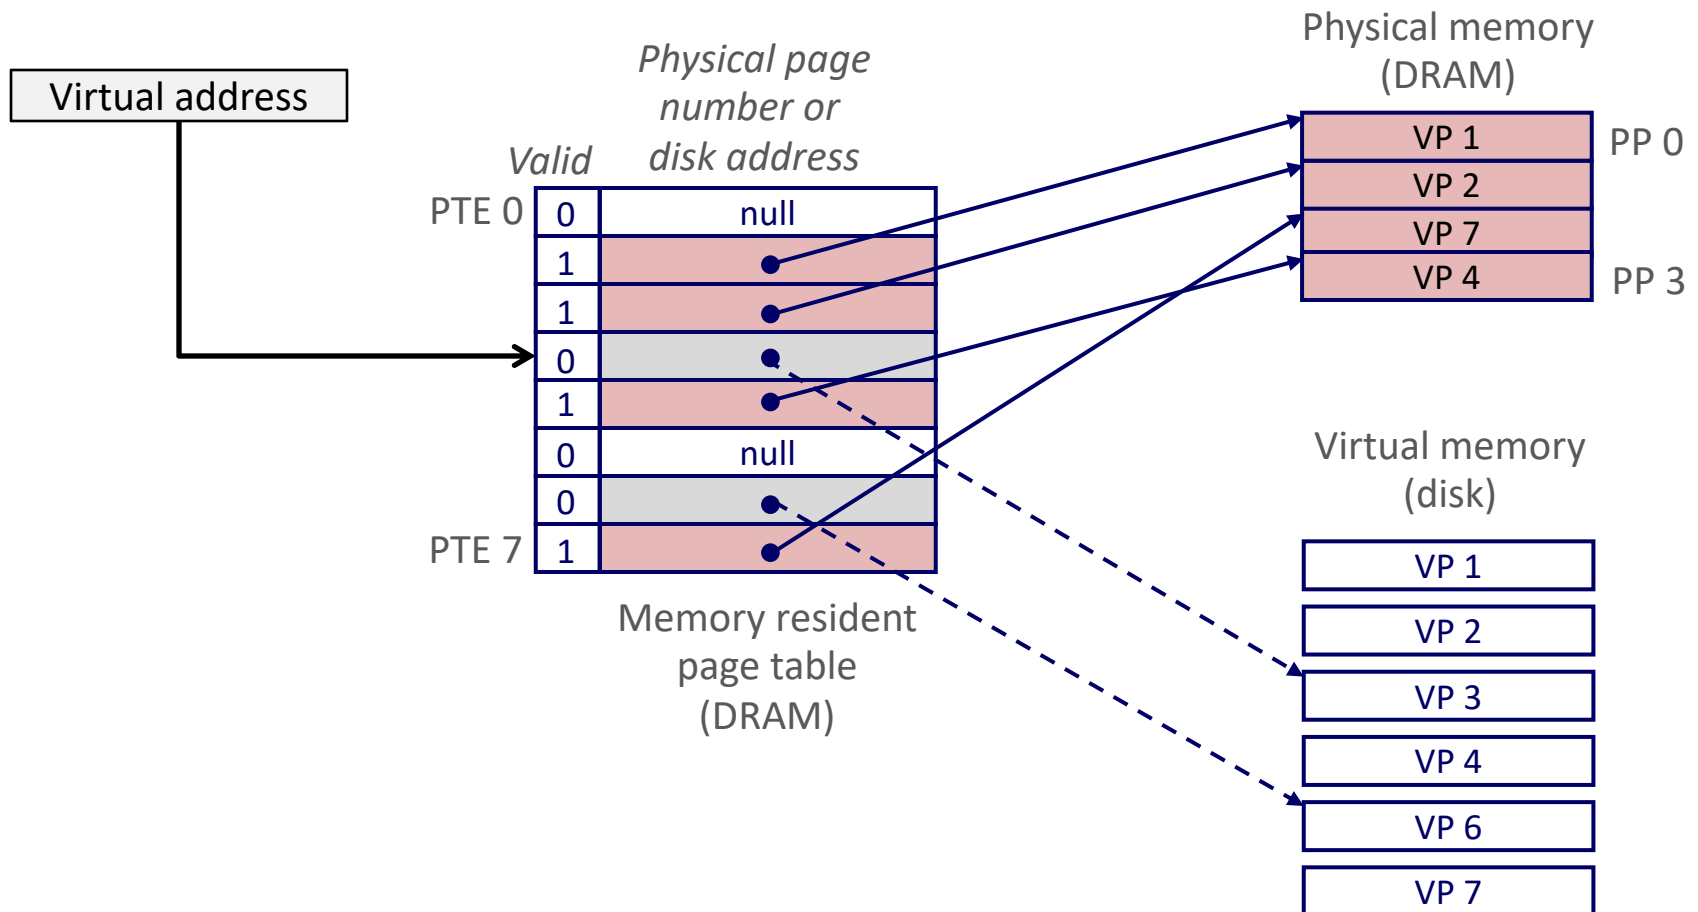 Virtual address
Physical page
number or
disk address
Valid
PTE 0
0
null
1
1
0
1
0
null
0
PTE 7
1
Memory resident
page table
(DRAM)
Physical memory
(DRAM)
VP 1
PP 0
VP 2
VP 7
VP 4
PP 3
Virtual memory
(disk)
VP 1
VP 2
VP 3
VP 4
VP 6
VP 7